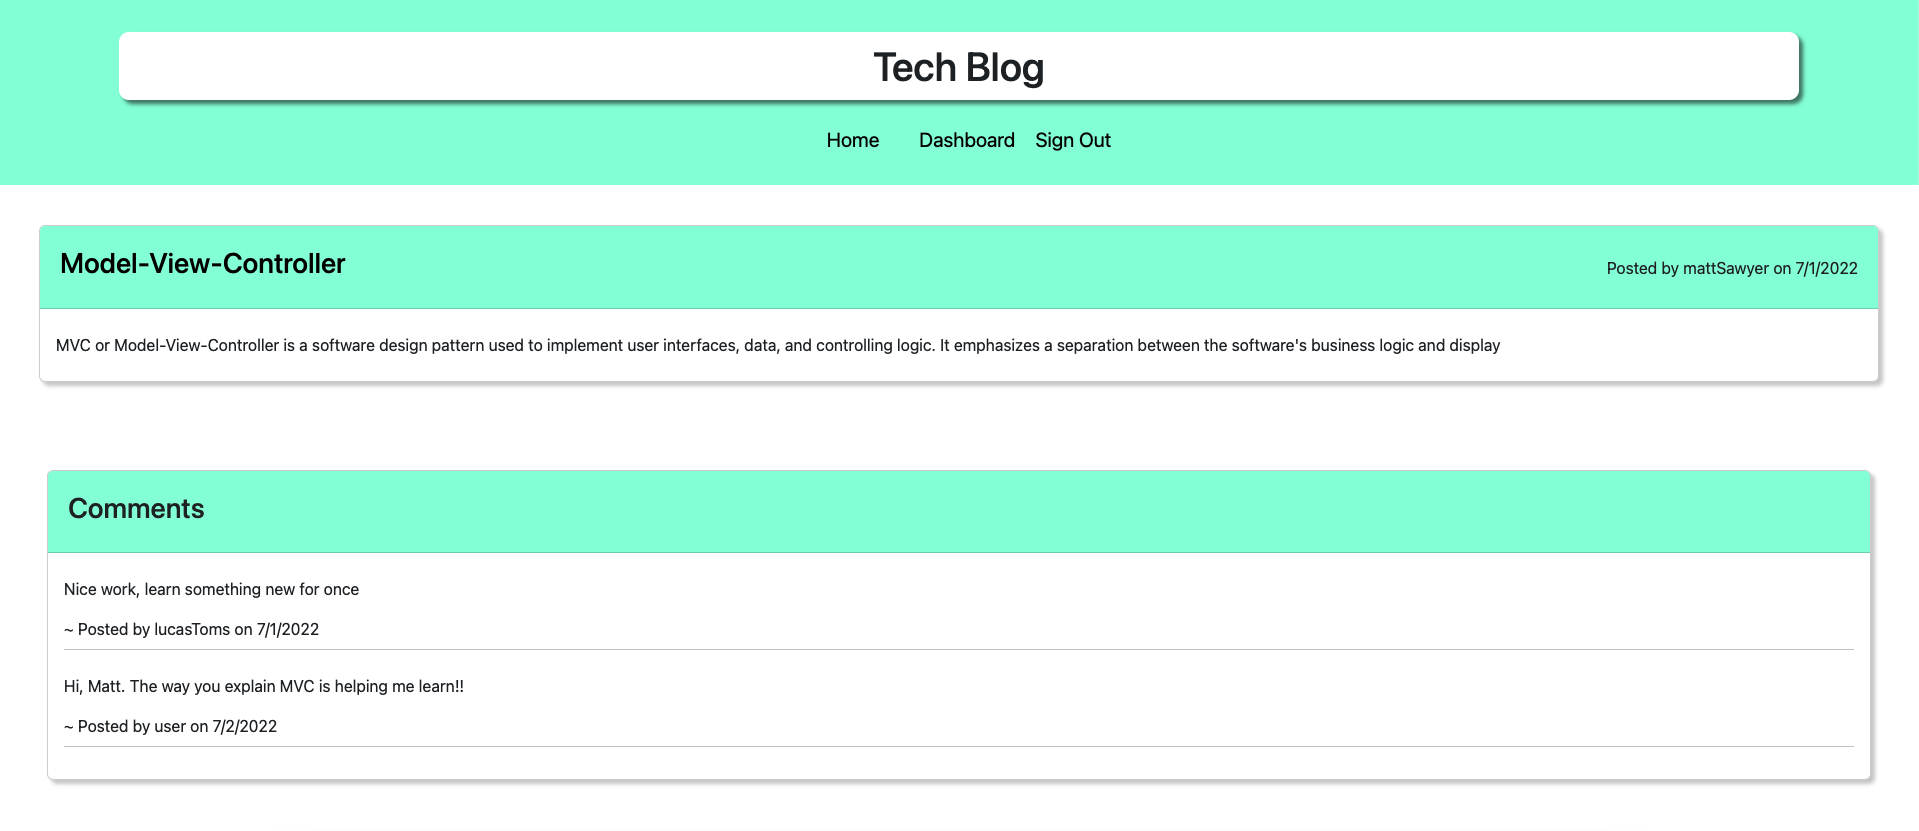 Tech Blog
Home Dashboard Sign Out
Model-View-Controller
Posted by mattSawyer on 7/1/2022
MVC or Model-View-Controller is a software design pattern used to implement user interfaces, data, and controlling logic. It emphasizes a separation between the software's business logic and display
Comments
Nice work, learn something new for once
~ Posted by lucasToms on 7/1/2022
Hi, Matt. The way you explain MVC is helping me learn!!
~ Posted by user on 7/2/2022